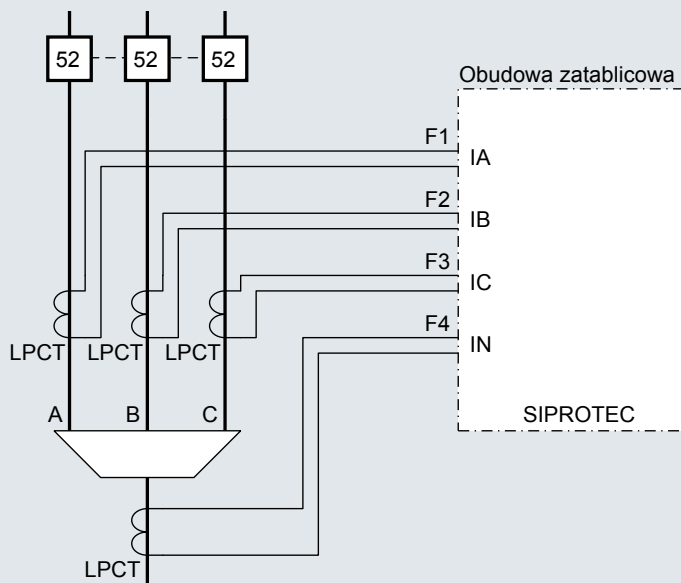 52 52 52
Obudowa zatablicowa
F1
IA
F2
IB
F3
IC
F4
IN
LPCT LPCT LPCT
A B C
SIPROTEC
LPCT